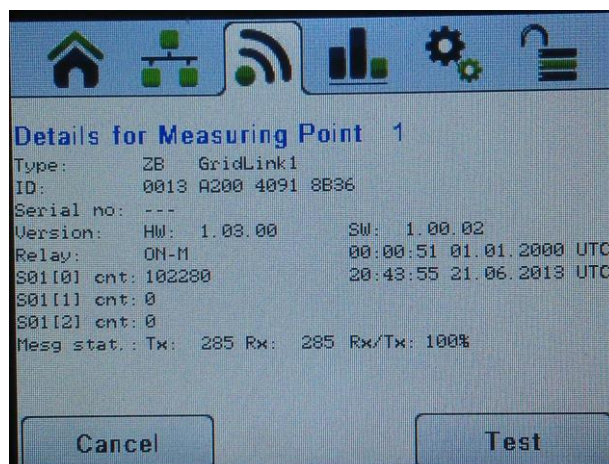 Details for Measuring Point 1
Type: ZB GridLink1
ID: 0013 A200 4091 8B36
Serial no: ---
Version: HW: 1.03.00 SW: 1.00.02
Relay: ON-M 00:00:51 01.01.2000 UTC
S01[0] cnt: 102280 20:43:55 21.06.2013 UTC
S01[1] cnt: 0
S01[2] cnt: 0
Mesg stat.: Tx: 285 Rx: 285 Rx/Tx: 100%
Cancel Test